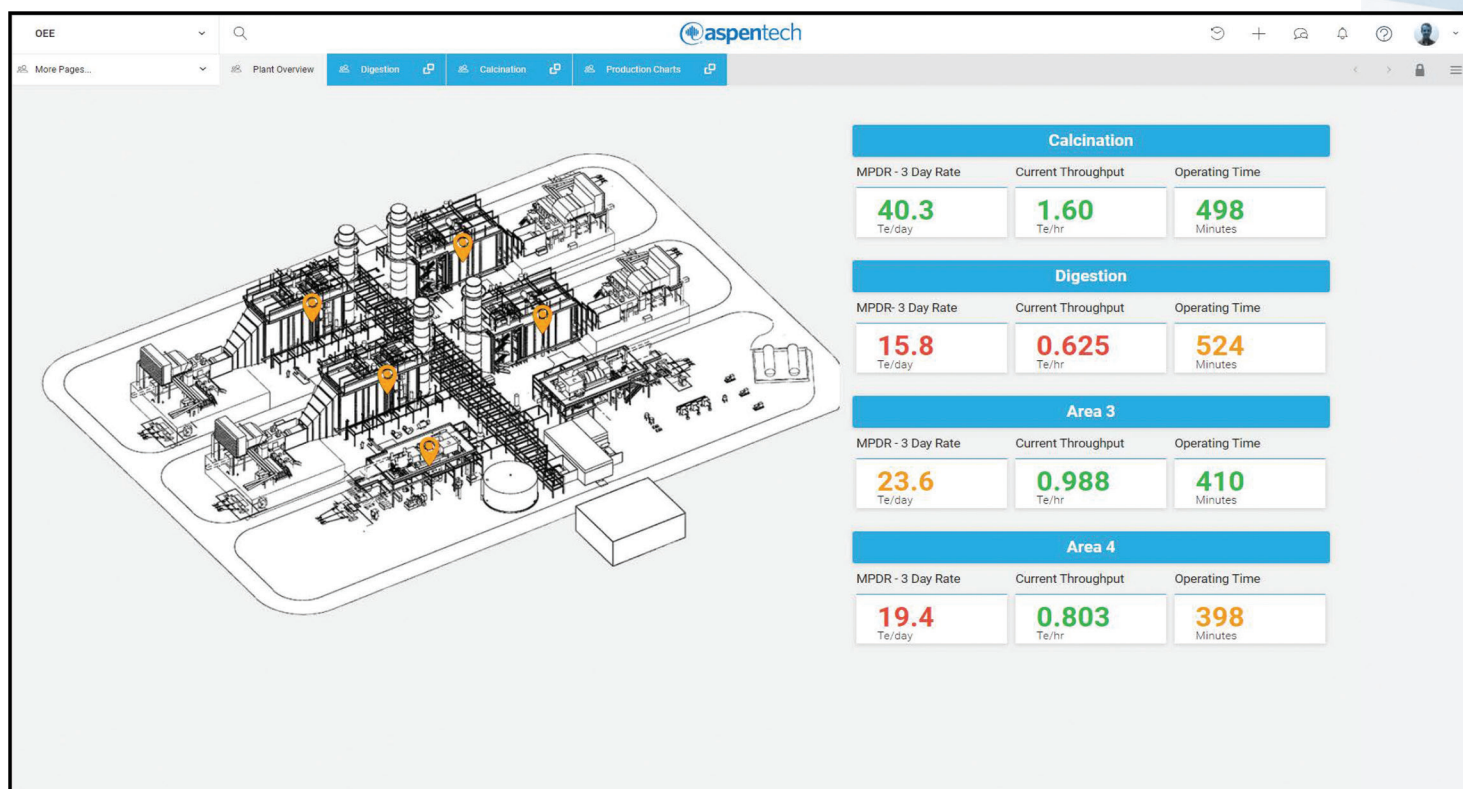 OEE
aspentech
More Pages...
Plant Overview
Digestion
Calcination
Production Charts
Calcination
MPDR - 3 Day Rate Current Throughput Operating Time
40.3 1.60 498
Te/day Te/hr Minutes
Digestion
MPDR- 3 Day Rate Current Throughput Operating Time
15.8 0.625 524
Te/day Te/hr Minutes
Area 3
MPDR - 3 Day Rate Current Throughput Operating Time
23.6 0.988 410
Te/day Te/hr Minutes
Area 4
MPDR - 3 Day Rate Current Throughput Operating Time
19.4 0.803 398
Te/day Te/hr Minutes